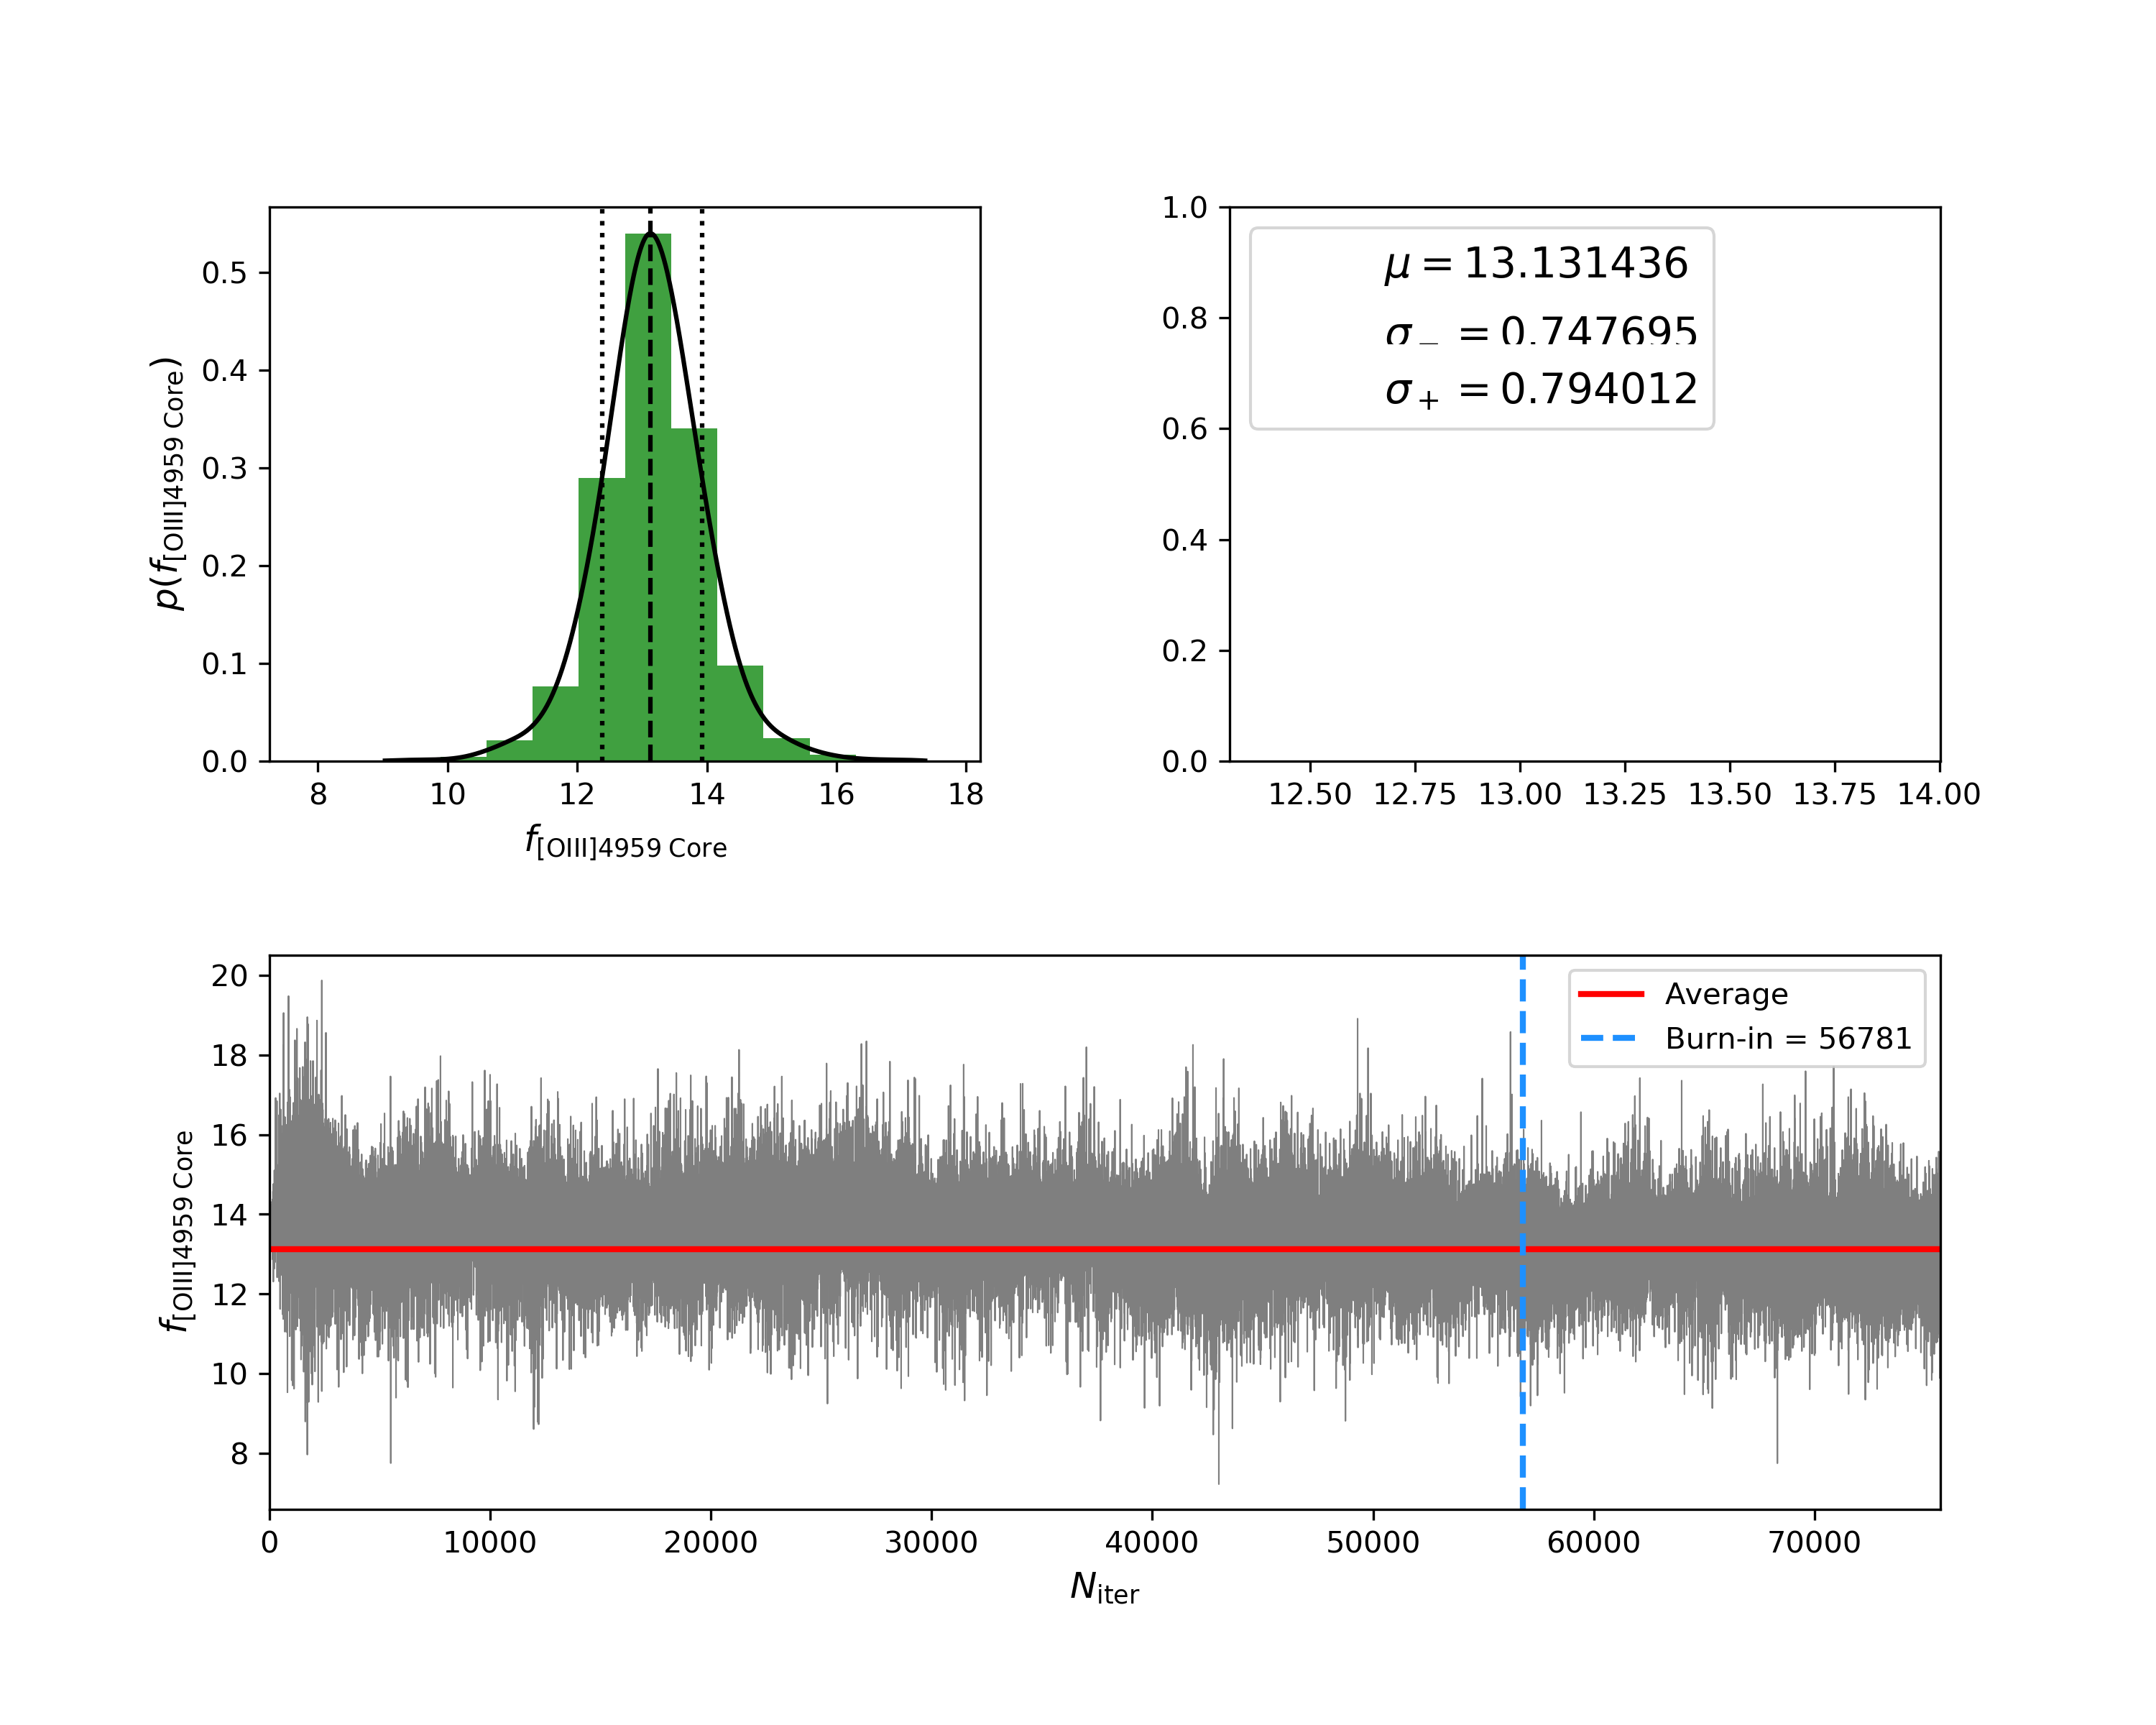 0.5
0.4
0.3
0.2
0.1
0.0
8 10 12 14 16 18
p(f[OIII]4959 Core)
f[OIII]4959 Core
1.0
0.8
0.6
0.4
0.2
0.0
12.50 12.75 13.00 13.25 13.50 13.75 14.00
μ = 13.131436
σ− = 0.747695
σ+ = 0.794012
20
18
16
14
12
10
8
0 10000 20000 30000 40000 50000 60000 70000
f[OIII]4959 Core
Niter
Average
Burn-in = 56781